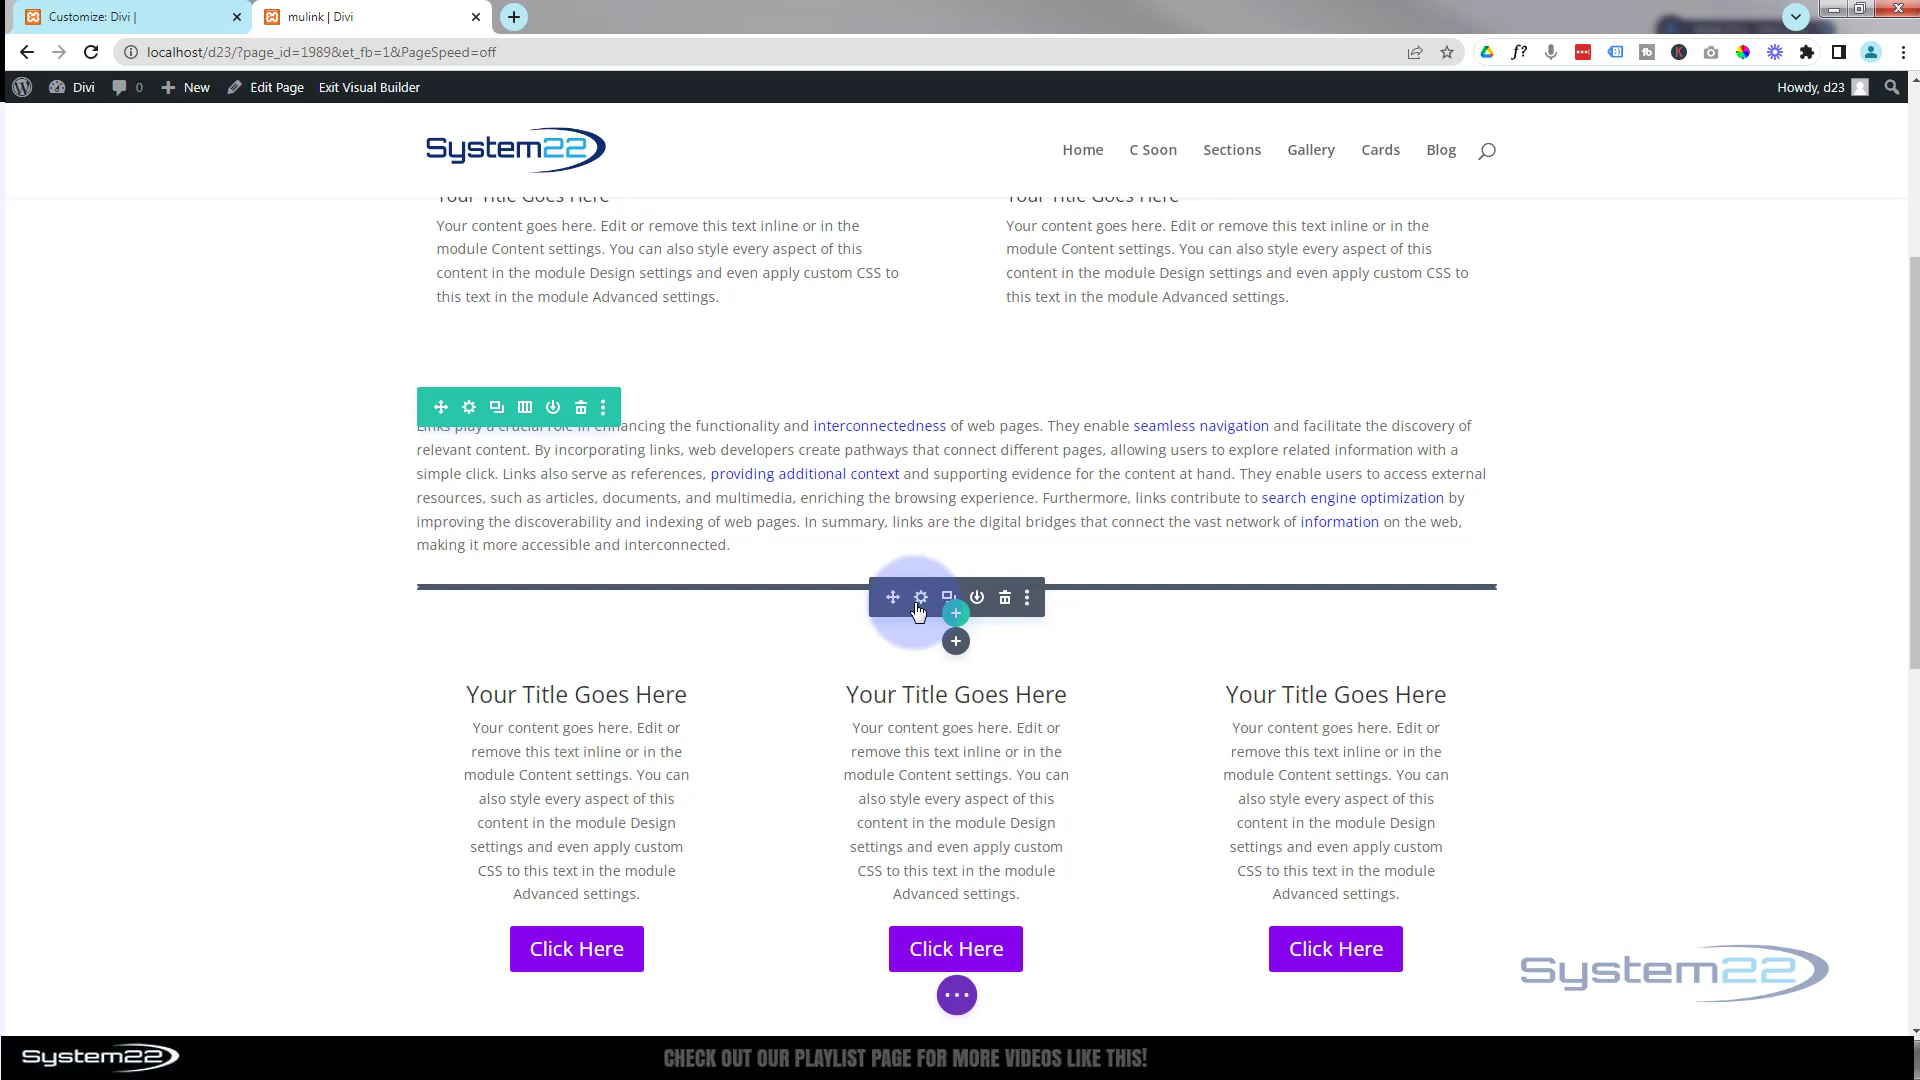 Customize: Divi |
mulink | Divi
localhost/d23/?page_id=1989&et_fb=1&PageSpeed=off
Divi 0 New Edit Page Exit Visual Builder
Howdy, d23
System22
Home C Soon Sections Gallery Cards Blog
Your Title Goes Here
Your content goes here. Edit or remove this text inline or in the
module Content settings. You can also style every aspect of this
content in the module Design settings and even apply custom CSS to
this text in the module Advanced settings.
Your Title Goes Here
Your content goes here. Edit or remove this text inline or in the
module Content settings. You can also style every aspect of this
content in the module Design settings and even apply custom CSS to
this text in the module Advanced settings.
Links play a crucial role in enhancing the functionality and interconnectedness of web pages. They enable seamless navigation and facilitate the discovery of
relevant content. By incorporating links, web developers create pathways that connect different pages, allowing users to explore related information with a
simple click. Links also serve as references, providing additional context and supporting evidence for the content at hand. They enable users to access external
resources, such as articles, documents, and multimedia, enriching the browsing experience. Furthermore, links contribute to search engine optimization by
improving the discoverability and indexing of web pages. In summary, links are the digital bridges that connect the vast network of information on the web,
making it more accessible and interconnected.
Your Title Goes Here
Your content goes here. Edit or
remove this text inline or in the
module Content settings. You can
also style every aspect of this
content in the module Design
settings and even apply custom
CSS to this text in the module
Advanced settings.
Click Here
Your Title Goes Here
Your content goes here. Edit or
remove this text inline or in the
module Content settings. You can
also style every aspect of this
content in the module Design
settings and even apply custom
CSS to this text in the module
Advanced settings.
Click Here
Your Title Goes Here
Your content goes here. Edit or
remove this text inline or in the
module Content settings. You can
also style every aspect of this
content in the module Design
settings and even apply custom
CSS to this text in the module
Advanced settings.
Click Here
System22
System22
CHECK OUT OUR PLAYLIST PAGE FOR MORE VIDEOS LIKE THIS!